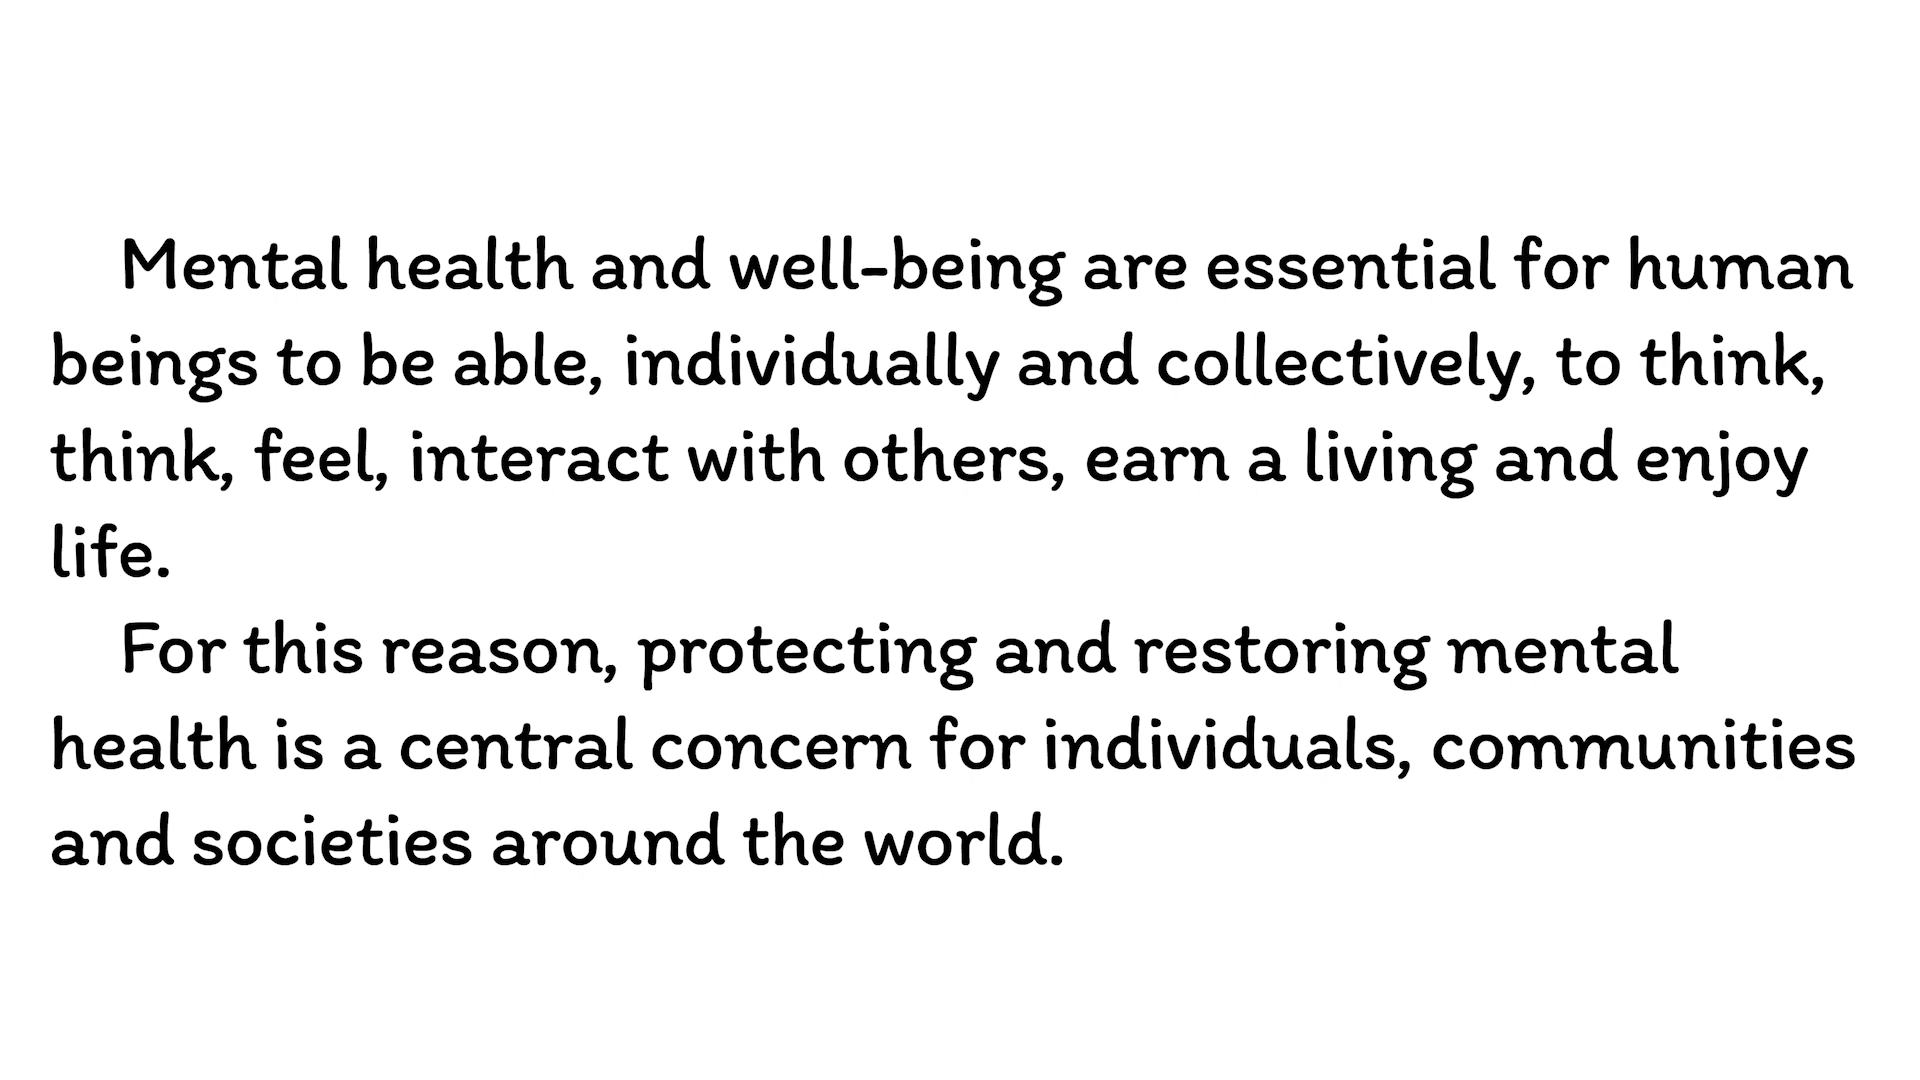 Mental health and well-being are essential for human
beings to be able, individually and collectively, to think,
think, feel, interact with others, earn a living and enjoy
life.
For this reason, protecting and restoring mental
health is a central concern for individuals, communities
and societies around the world.